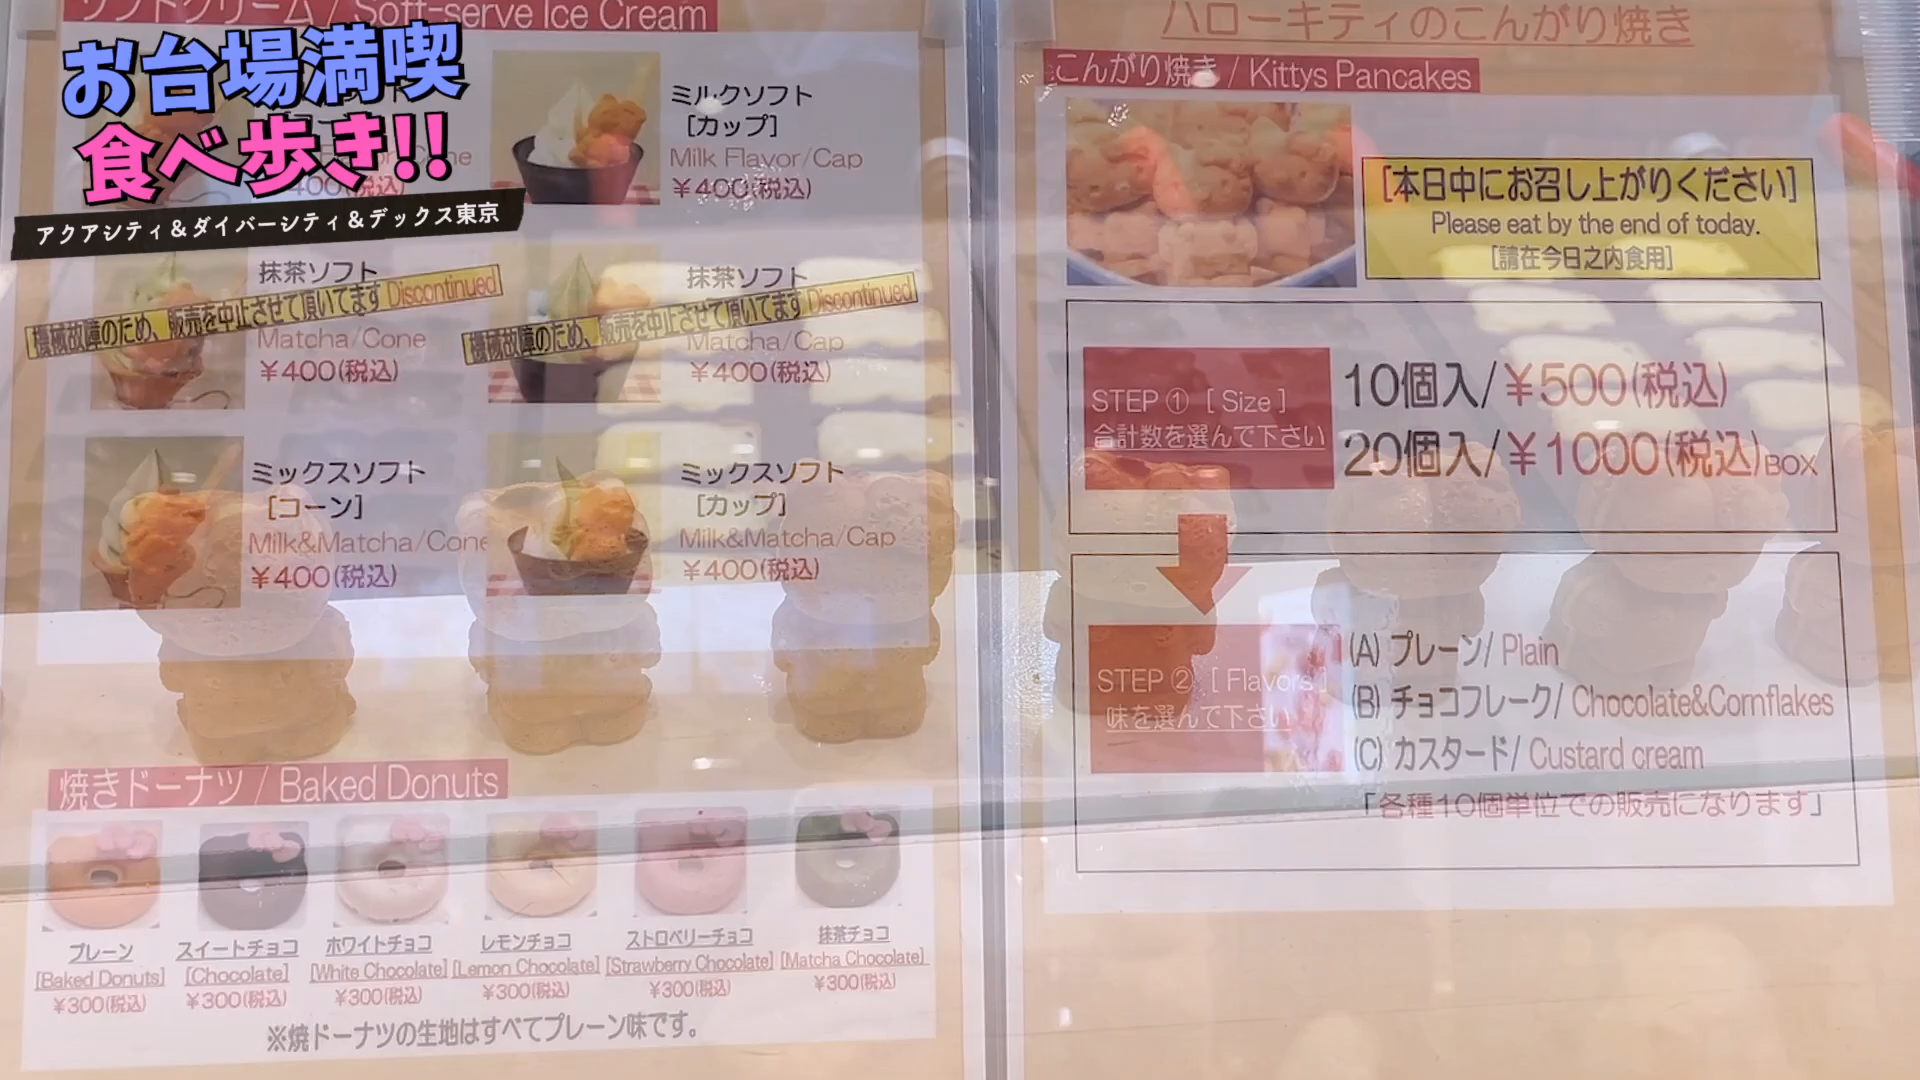 ソフトクリーム / Soft-serve Ice Cream
お台場満喫
食べ歩き!!
アクアシティ＆ダイバーシティ＆デックス東京
400(税込)
ミルクソフト
[カップ]
Milk Flavor/Cap
￥400(税込)
抹茶ソフト
機械故障のため、販売を中止させて頂いてます Discontinued
Matcha/Cone
￥400(税込)
抹茶ソフト
機械故障のため、販売を中止させて頂いてます Discontinued
Matcha/Cap
￥400(税込)
ミックスソフト
[コーン]
Milk&Matcha/Cone
￥400(税込)
ミックスソフト
[カップ]
Milk&Matcha/Cap
￥400(税込)
焼きドーナツ / Baked Donuts
プレーン
[Baked Donuts]
￥300(税込)
スイートチョコ
[Chocolate]
￥300(税込)
ホワイトチョコ
[White Chocolate]
￥300(税込)
レモンチョコ
[Lemon Chocolate]
￥300(税込)
ストロベリーチョコ
[Strawberry Chocolate]
￥300(税込)
抹茶チョコ
[Matcha Chocolate]
￥300(税込)
※焼ドーナツの生地はすべてプレーン味です。
ハローキティのこんがり焼き
こんがり焼き / Kittys Pancakes
[本日中にお召し上がりください]
Please eat by the end of today.
[請在今日之内食用]
STEP ① [ Size ]
合計数を選んで下さい
10個入/￥500(税込)
20個入/￥1000(税込)BOX
STEP ② [ Flavors ]
味を選んで下さい
(A) プレーン/ Plain
(B) チョコフレーク/ Chocolate&Cornflakes
(C) カスタード/ Custard cream
「各種10個単位での販売になります」